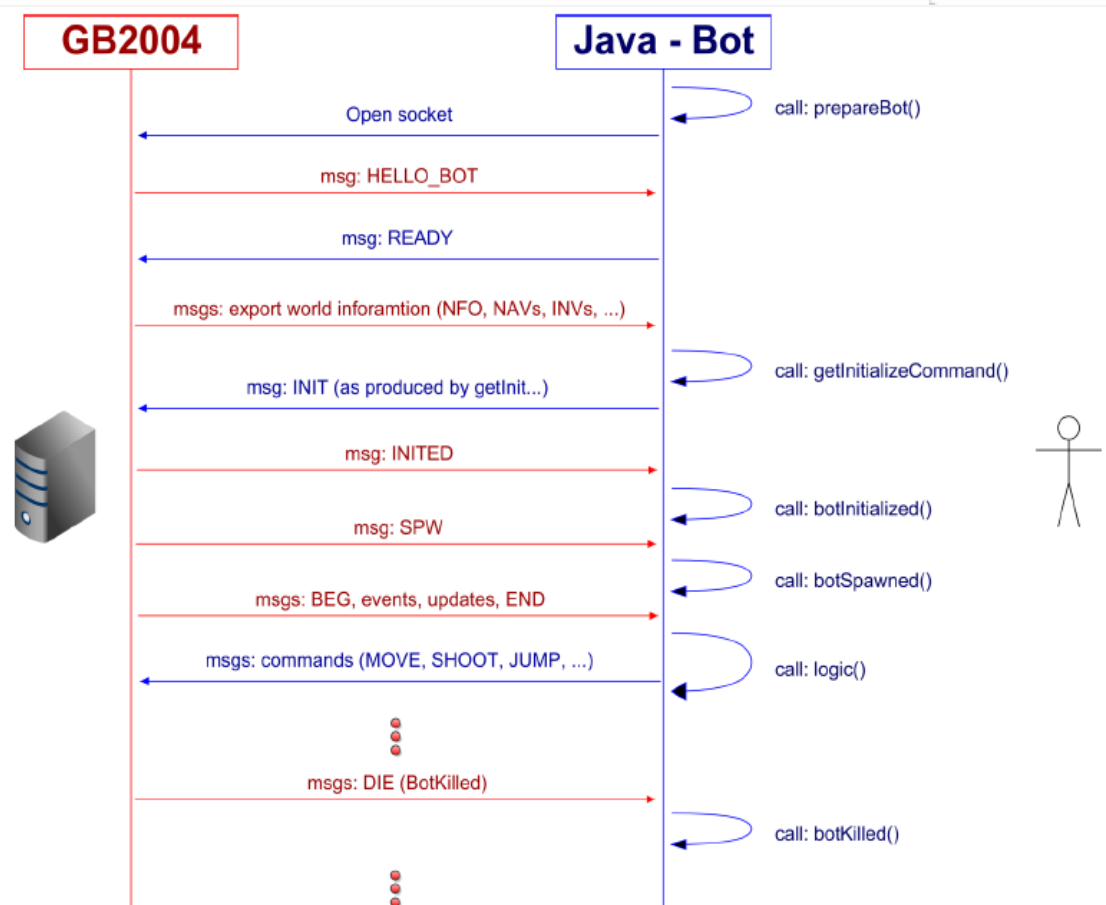 GB2004
Java - Bot
call: prepareBot()
Open socket
msg: HELLO_BOT
msg: READY
msgs: export world inforamtion (NFO, NAVs, INVs, ...)
call: getInitializeCommand()
msg: INIT (as produced by getInit...)
msg: INITED
call: botInitialized()
msg: SPW
call: botSpawned()
msgs: BEG, events, updates, END
msgs: commands (MOVE, SHOOT, JUMP, ...)
call: logic()
msgs: DIE (BotKilled)
call: botKilled()